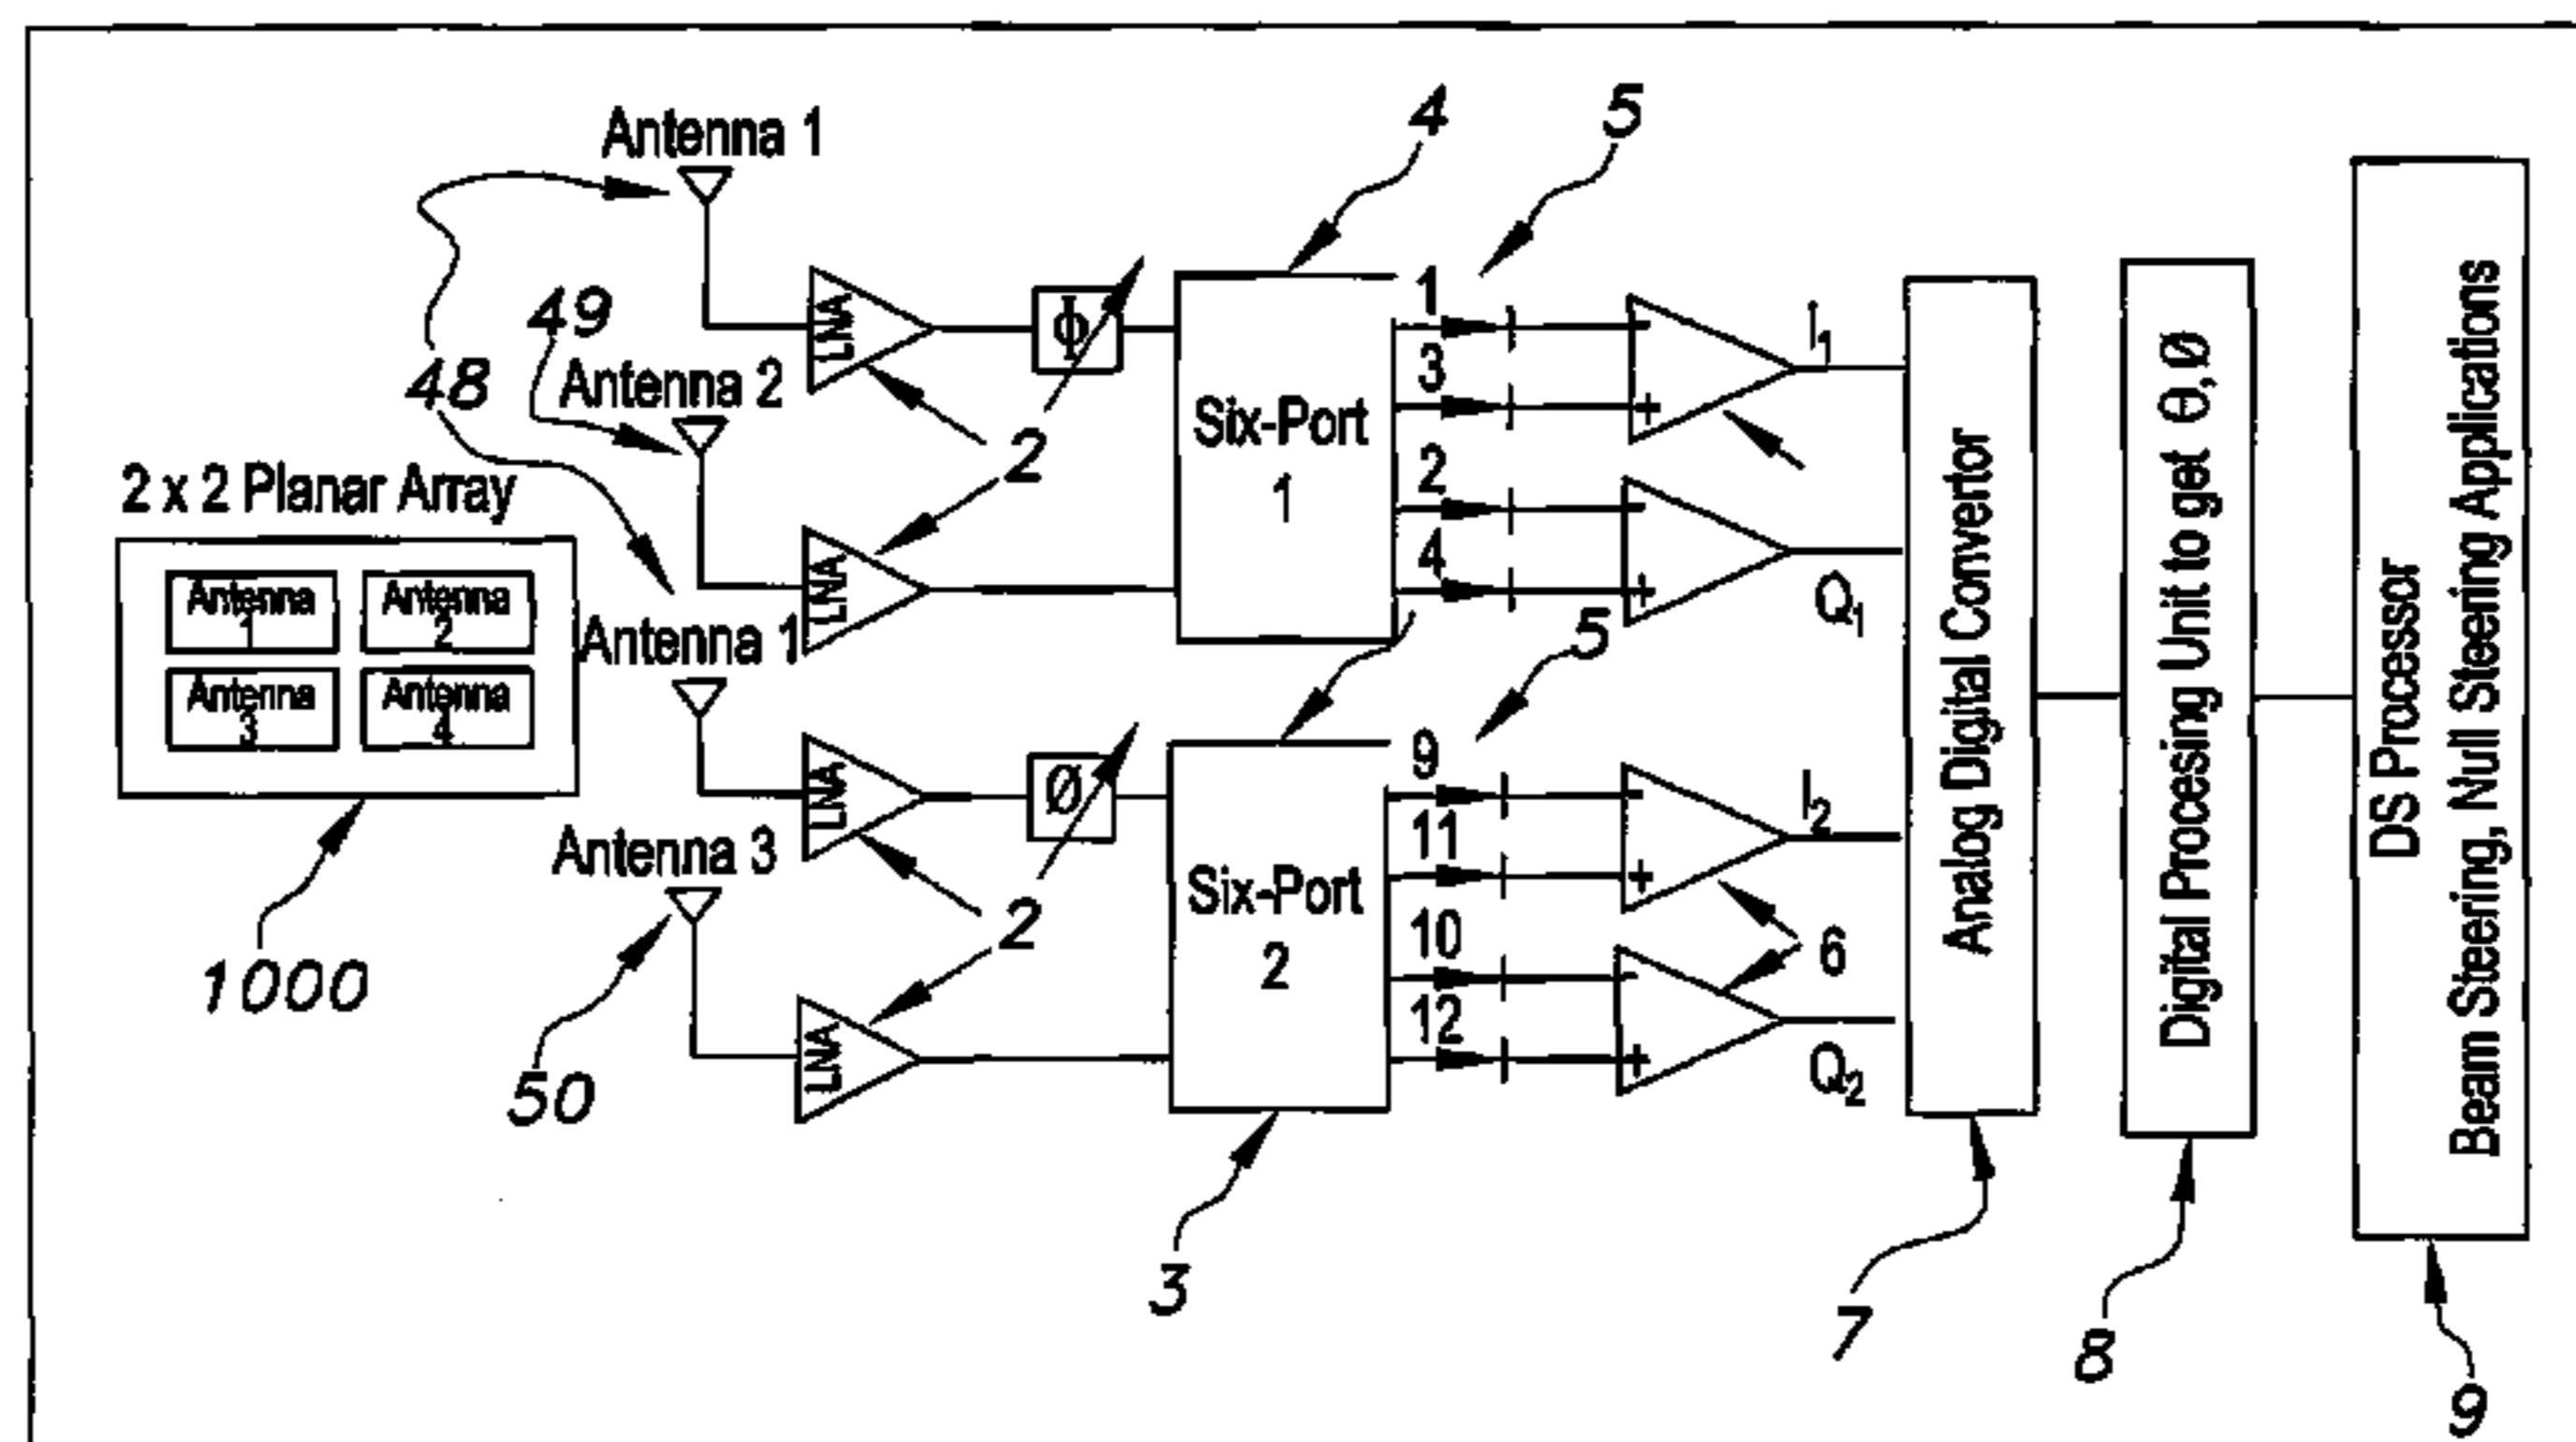 Antenna 1
4
5
49
Antenna 2
48
2
2 x 2 Planar Array
Antenna 1
Antenna 2
Antenna 3
Antenna 4
1000
LNA
Φ
LNA
Six-Port 1
1
3
2
4
- + - +
I1
Q1
Antenna 1
Antenna 3
50
LNA
Ø
LNA
2
Six-Port 2
3
5
9
11
10
12
- + - +
I2
Q2
6
Analog Digital Convertor
7
Digital Procesing Unit to get θ,Ø
8
DS Processor
Beam Steering, Null Steering Applications
9